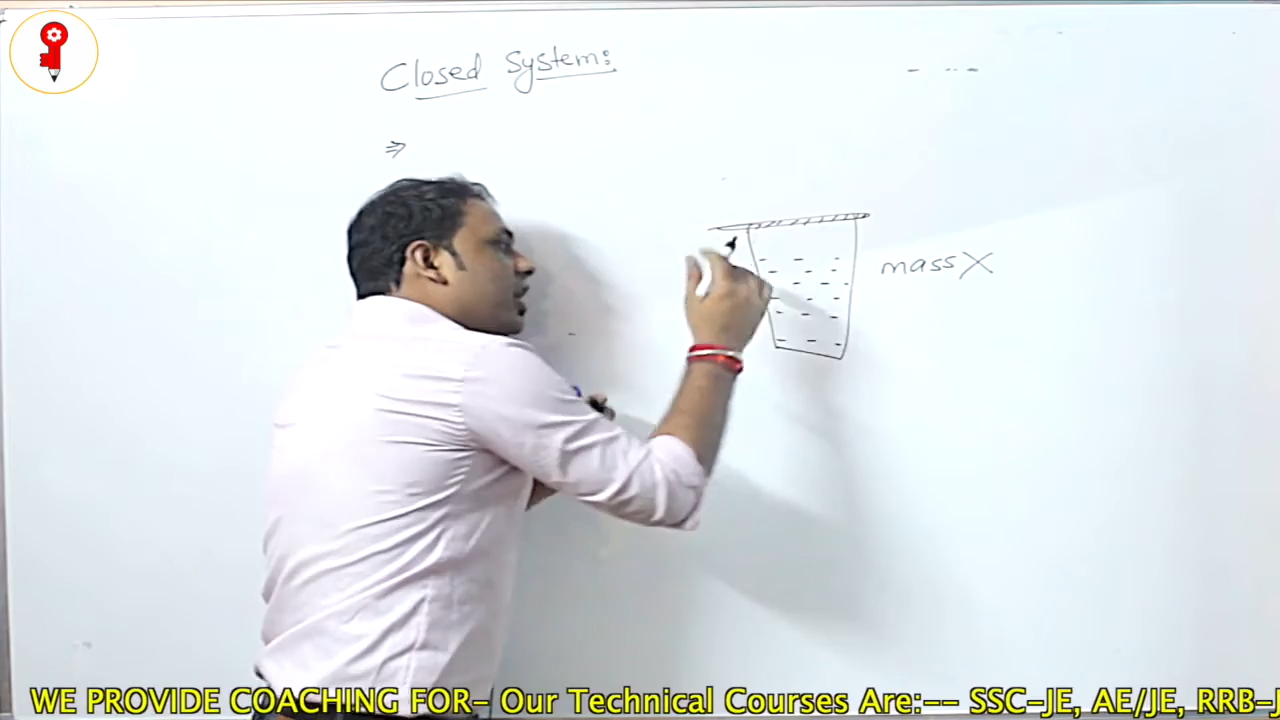 Closed System:
⇒
mass X
WE PROVIDE COACHING FOR- Our Technical Courses Are:-- SSC-JE, AE/JE, RRB-J